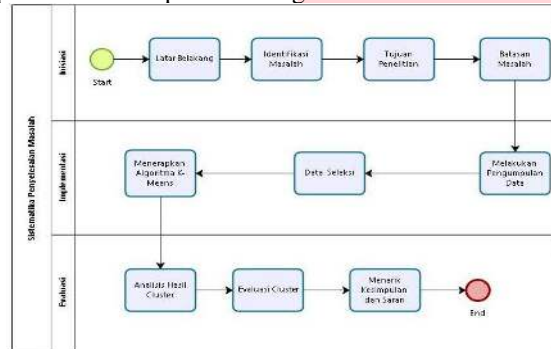 Sistematika Penyelesaian Masalah
Inisiasi
Start
Latar Belakang
Identifikasi
Masalah
Tujuan
Penelitian
Batasan
Masalah
Implementasi
Menerapkan
Algoritma K-
Means
Data Seleksi
Melakukan
Pengumpulan
Data
Evaluasi
Analisis Hasil
Cluster
Evaluasi Cluster
Menarik
Kesimpulan
dan Saran
End